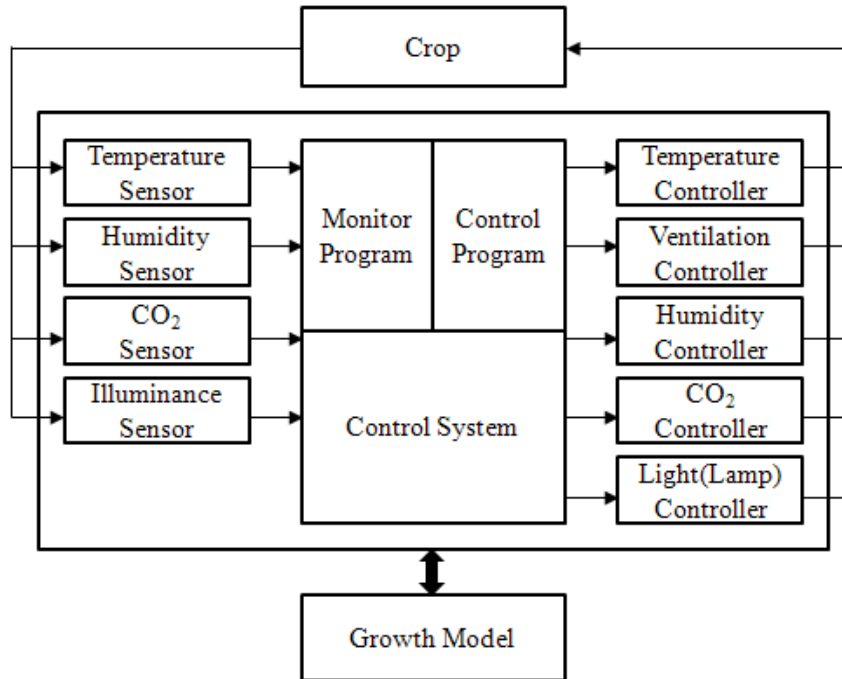 Crop
Temperature
Sensor
Humidity
Sensor
CO₂
Sensor
Illuminance
Sensor
Monitor
Program
Control
Program
Control System
Temperature
Controller
Ventilation
Controller
Humidity
Controller
CO₂
Controller
Light(Lamp)
Controller
Growth Model